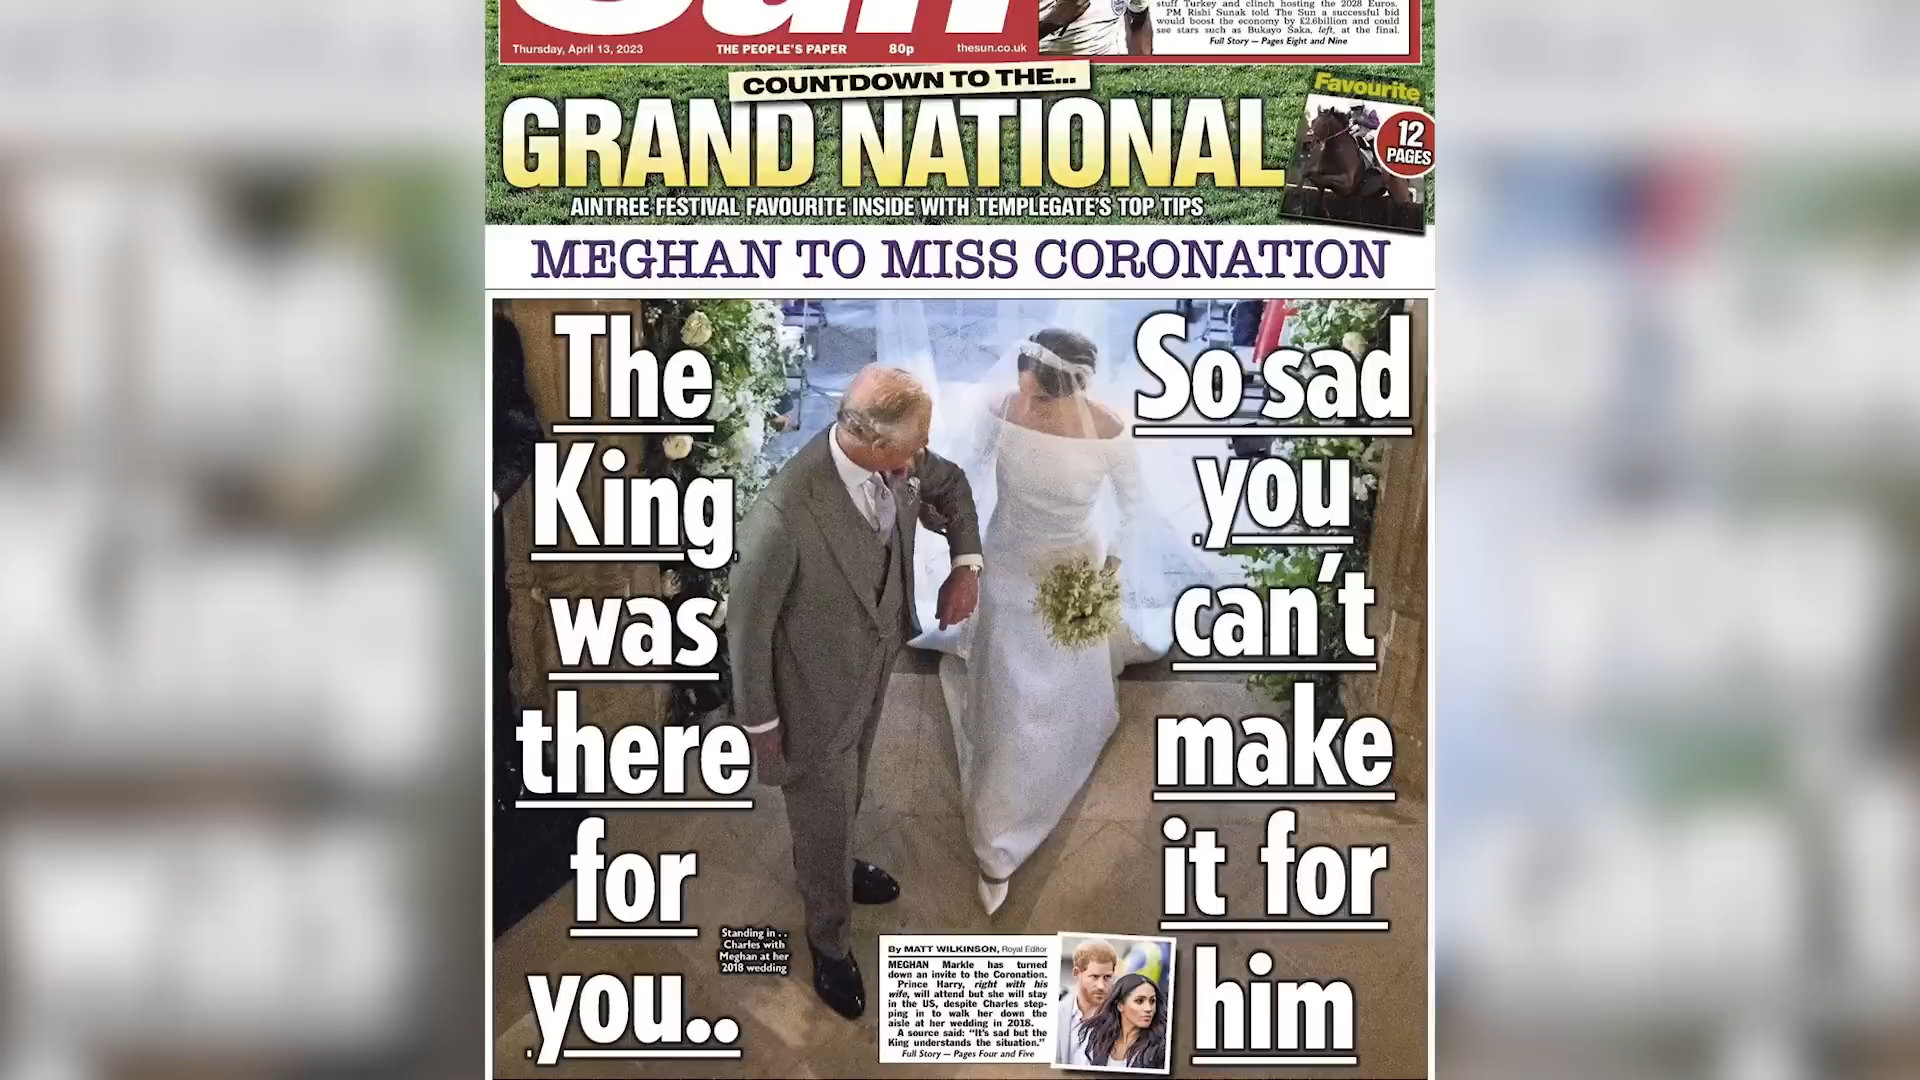 Sun
stuff Turkey and clinch hosting the 2028 Euros.
PM Rishi Sunak told The Sun a successful bid
would boost the economy by £2.6billion and could
see stars such as Bukayo Saka, left, at the final.
Full Story — Pages Eight and Nine
Thursday, April 13, 2023
THE PEOPLE'S PAPER
80p
thesun.co.uk
COUNTDOWN TO THE...
GRAND NATIONAL
Favourite
12
PAGES
AINTREE FESTIVAL FAVOURITE INSIDE WITH TEMPLEGATE'S TOP TIPS
MEGHAN TO MISS CORONATION
The
King
was
there
for
you..
So sad
you
can't
make
it for
him
Standing in . .
Charles with
Meghan at her
2018 wedding
By MATT WILKINSON, Royal Editor
MEGHAN Markle has turned
down an invite to the Coronation.
Prince Harry, right with his
wife, will attend but she will stay
in the US, despite Charles step-
ping in to walk her down the
aisle at her wedding in 2018.
A source said: "It's sad but the
King understands the situation."
Full Story — Pages Four and Five